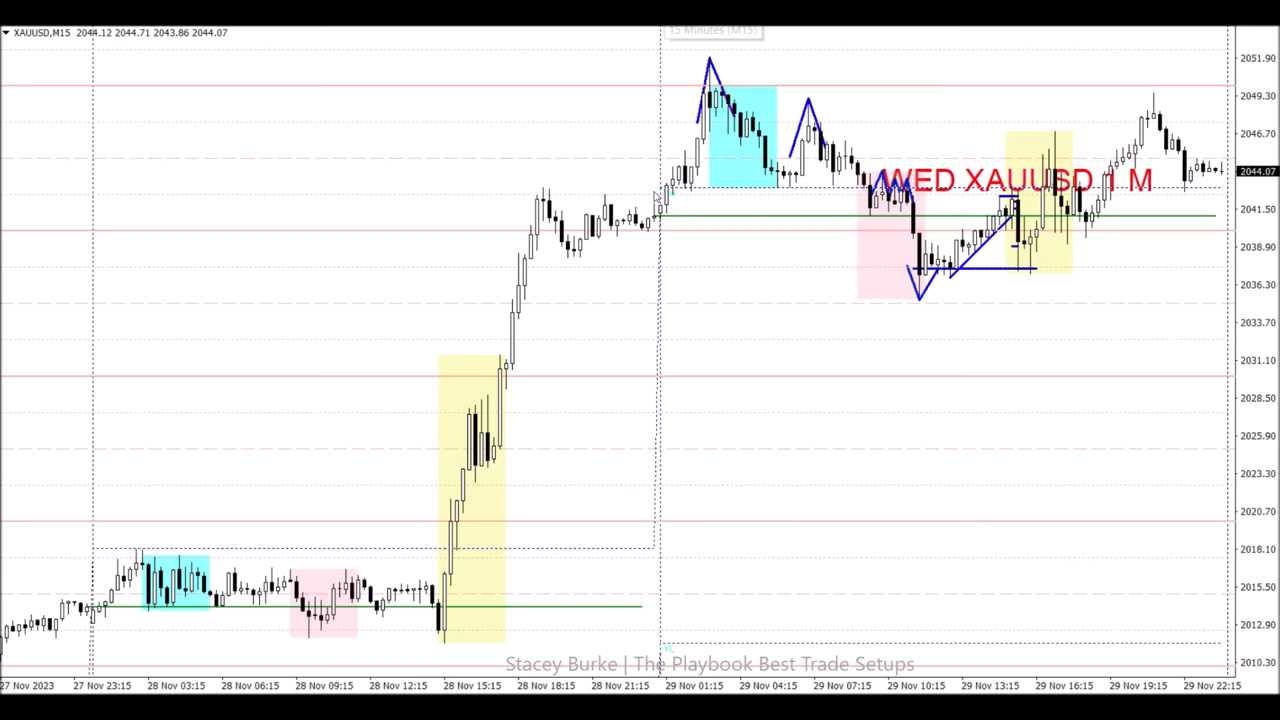 XAUUSD,M15 2044.12 2044.71 2043.86 2044.07
15 Minutes (M15)
2051.90
2049.30
2046.70
2044.07
WED XAUUSD 1 M
2041.50
2038.90
2036.30
2033.70
2031.10
2028.50
2025.90
2023.30
2020.70
2018.10
2015.50
2012.90
YL
Stacey Burke | The Playbook Best Trade Setups
2010.30
27 Nov 2023
27 Nov 23:15
28 Nov 03:15
28 Nov 06:15
28 Nov 09:15
28 Nov 12:15
28 Nov 15:15
28 Nov 18:15
28 Nov 21:15
29 Nov 01:15
29 Nov 04:15
29 Nov 07:15
29 Nov 10:15
29 Nov 13:15
29 Nov 16:15
29 Nov 19:15
29 Nov 22:15